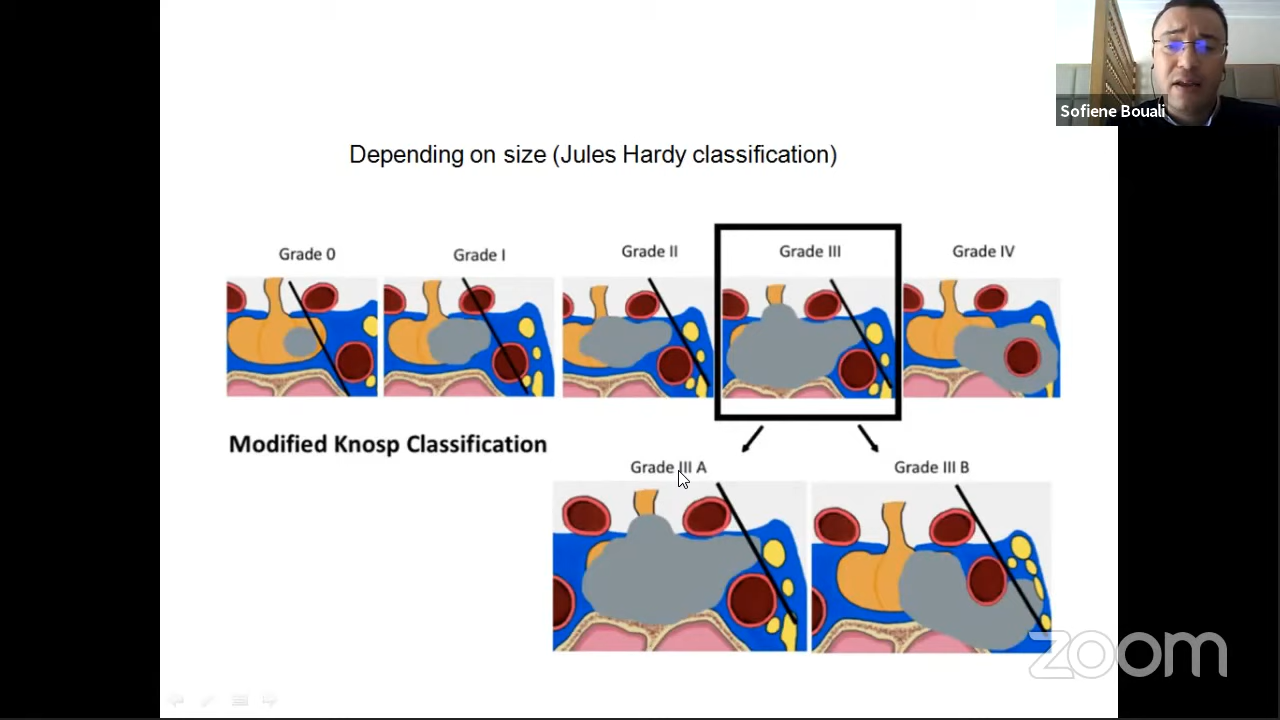 Sofiene Bouali
Depending on size (Jules Hardy classification)
Grade 0
Grade I
Grade II
Grade III
Grade IV
Modified Knosp Classification
Grade III A
Grade III B
zoom